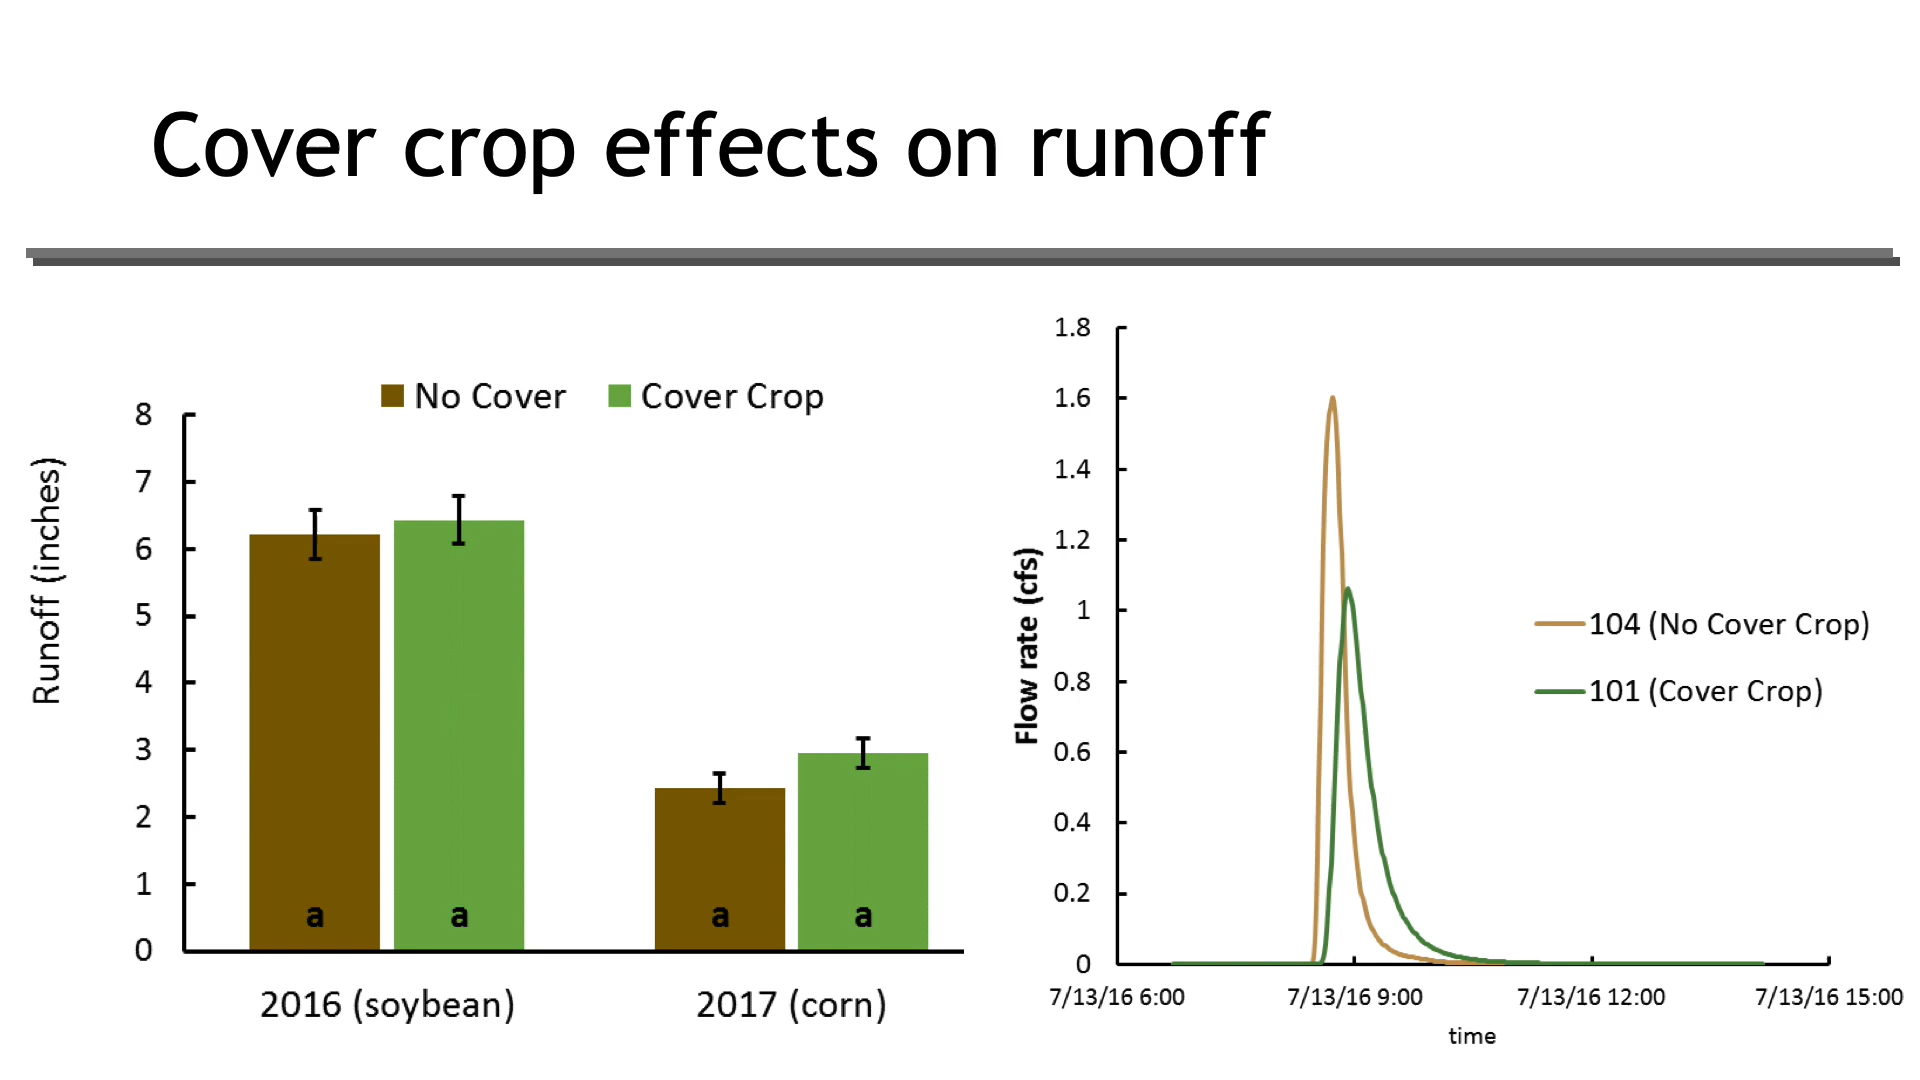 Cover crop effects on runoff
No Cover
Cover Crop
Runoff (inches)
8
7
6
5
4
3
2
1
0
a
a
a
a
2016 (soybean)
2017 (corn)
Flow rate (cfs)
1.8
1.6
1.4
1.2
1
0.8
0.6
0.4
0.2
0
7/13/16 6:00
7/13/16 9:00
7/13/16 12:00
7/13/16 15:00
time
104 (No Cover Crop)
101 (Cover Crop)